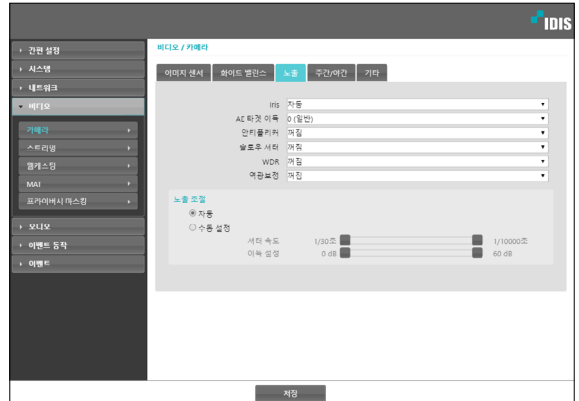 IDIS
간편 설정
시스템
네트워크
비디오
카메라
스트리밍
웹캐스팅
MAT
프라이버시 마스킹
오디오
이벤트 동작
이벤트
비디오 / 카메라
이미지 센서 화이트 밸런스 노출 주간/야간 기타
Iris 자동
AE 타겟 이득 0 (일반)
안티플리커 꺼짐
슬로우 셔터 꺼짐
WDR 꺼짐
역광보정 꺼짐
노출 조절
자동
수동 설정
셔터 속도 1/30초 1/10000초
이득 설정 0 dB 60 dB
저장